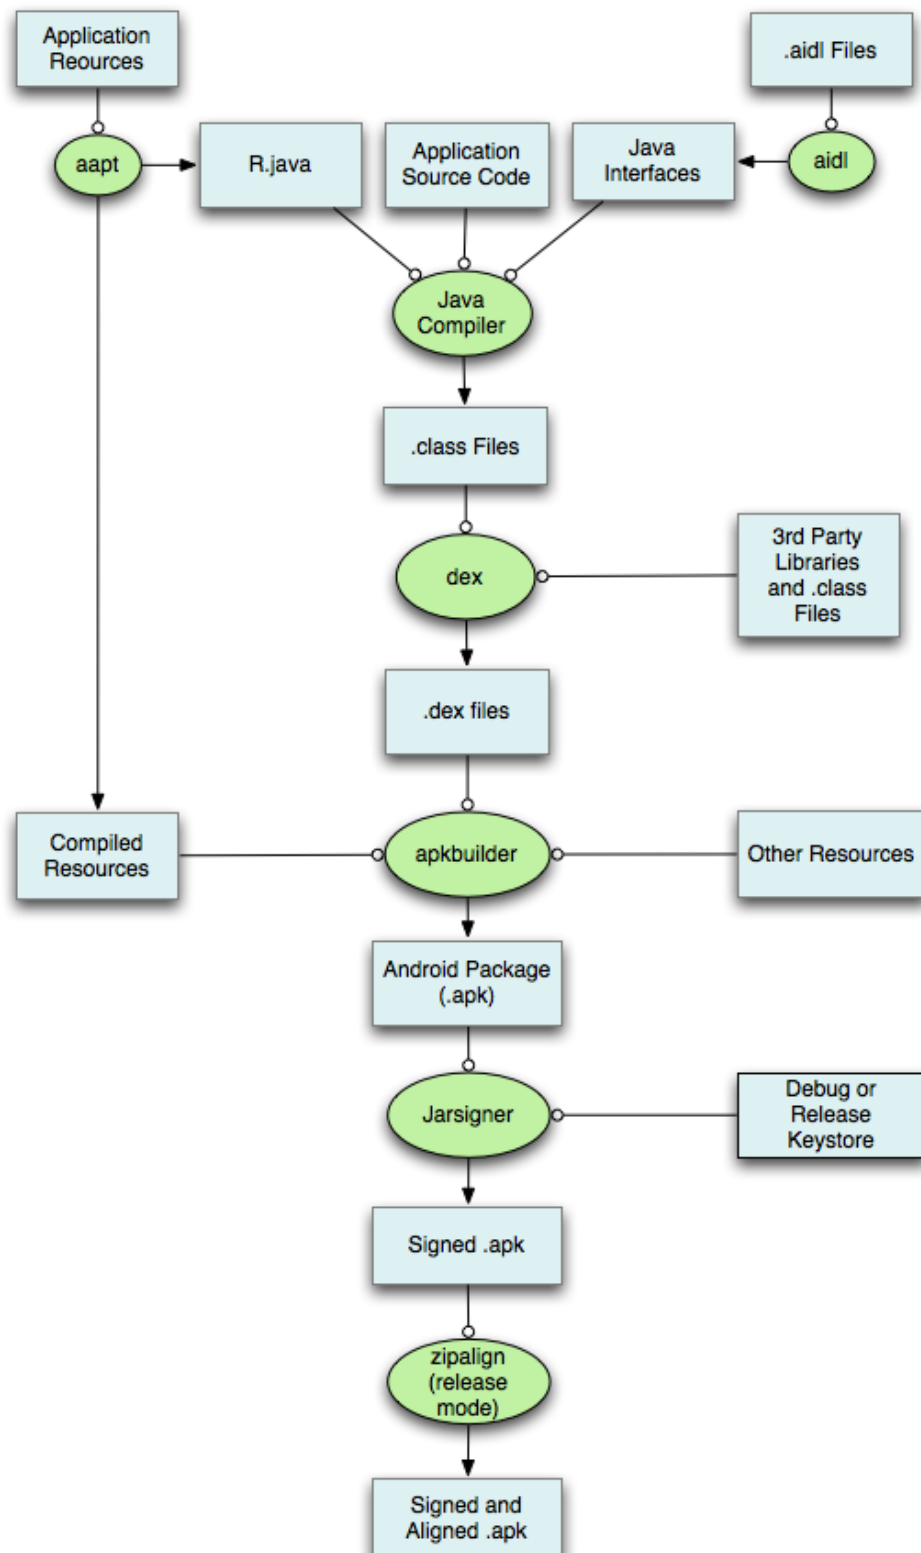 Application
Reources
.aidl Files
aapt
R.java
Application
Source Code
Java
Interfaces
aidl
Java
Compiler
.class Files
dex
3rd Party
Libraries
and .class
Files
.dex files
Compiled
Resources
apkbuilder
Other Resources
Android Package
(.apk)
Jarsigner
Debug or
Release
Keystore
Signed .apk
zipalign
(release
mode)
Signed and
Aligned .apk